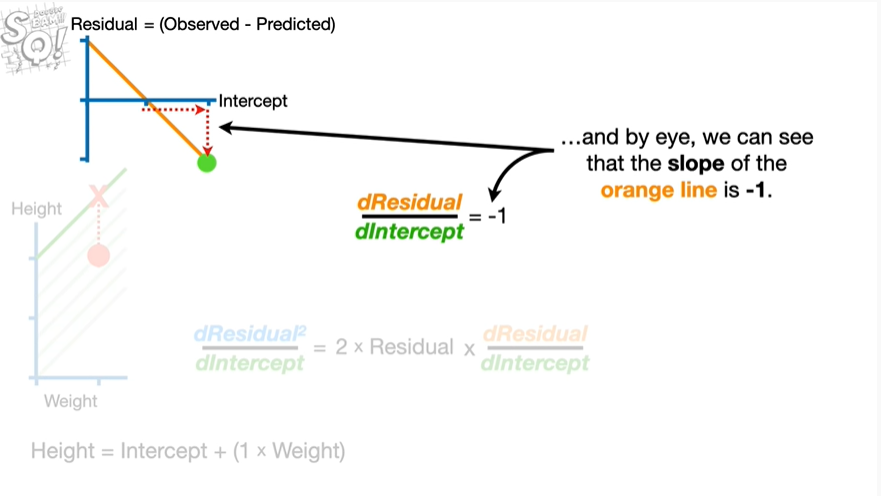 Residual = (Observed - Predicted)
Intercept
...and by eye, we can see
that the slope of the
orange line is -1.
dResidual
dIntercept
= -1
Height
Weight
dResidual²
dIntercept
= 2 × Residual ×
dResidual
dIntercept
Height = Intercept + (1 × Weight)